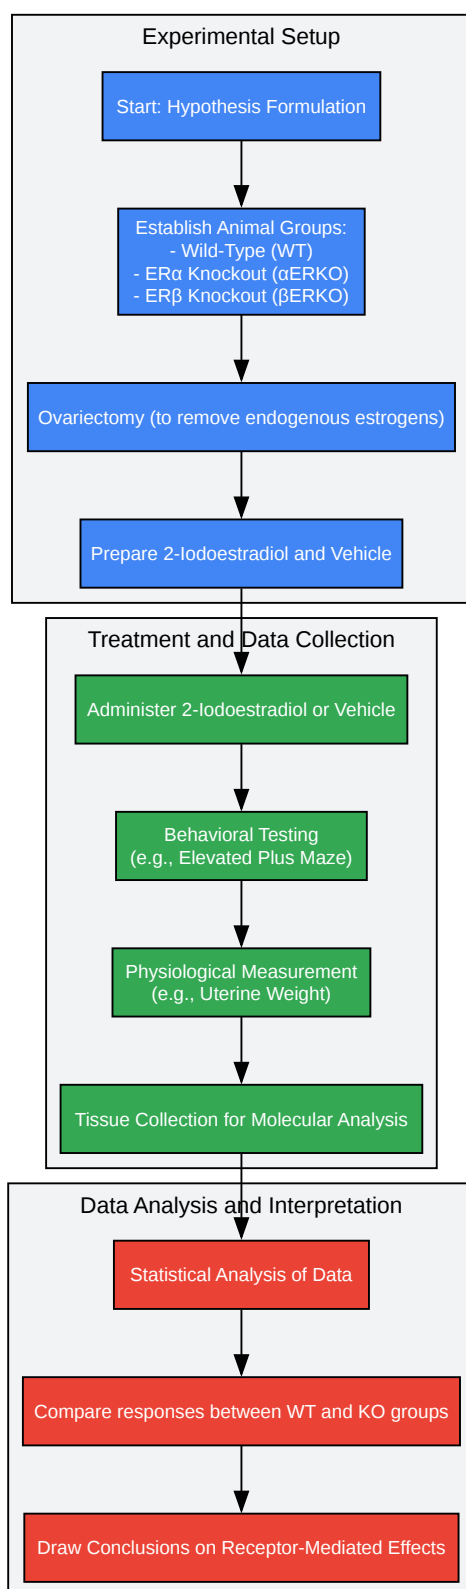 Experimental Setup
Start: Hypothesis Formulation
Establish Animal Groups:
- Wild-Type (WT)
- ERα Knockout (αERKO)
- ERβ Knockout (βERKO)
Ovariectomy (to remove endogenous estrogens)
Prepare 2-Iodoestradiol and Vehicle
Treatment and Data Collection
Administer 2-Iodoestradiol or Vehicle
Behavioral Testing
(e.g., Elevated Plus Maze)
Physiological Measurement
(e.g., Uterine Weight)
Tissue Collection for Molecular Analysis
Data Analysis and Interpretation
Statistical Analysis of Data
Compare responses between WT and KO groups
Draw Conclusions on Receptor-Mediated Effects